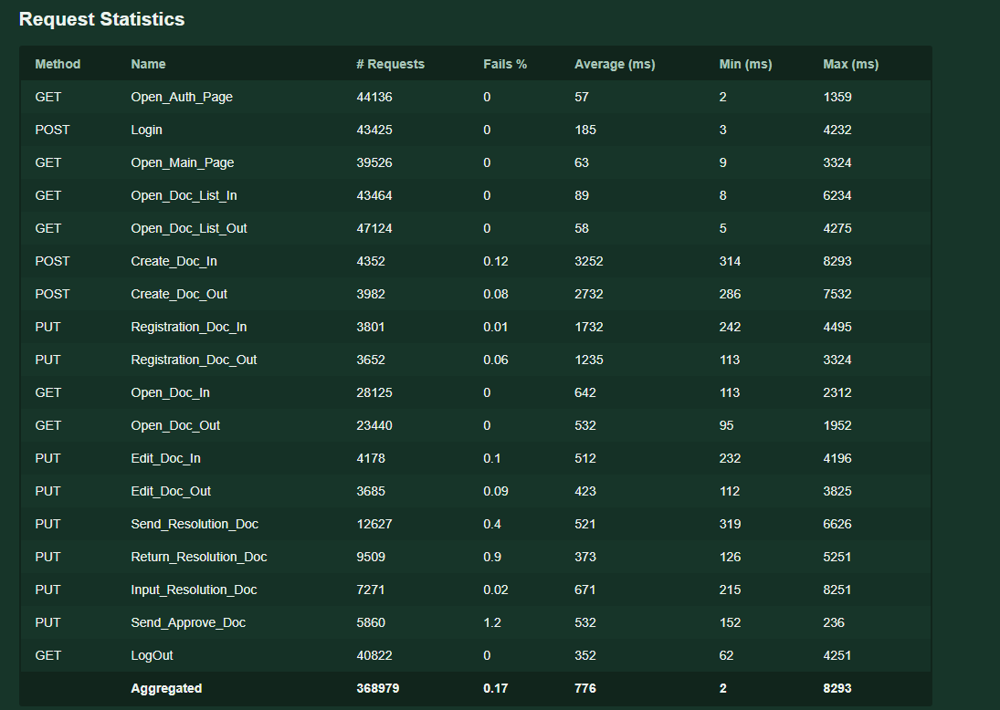 Request Statistics
Method Name # Requests Fails % Average (ms) Min (ms) Max (ms)
GET Open_Auth_Page 44136 0 57 2 1359
POST Login 43425 0 185 3 4232
GET Open_Main_Page 39526 0 63 9 3324
GET Open_Doc_List_In 43464 0 89 8 6234
GET Open_Doc_List_Out 47124 0 58 5 4275
POST Create_Doc_In 4352 0.12 3252 314 8293
POST Create_Doc_Out 3982 0.08 2732 286 7532
PUT Registration_Doc_In 3801 0.01 1732 242 4495
PUT Registration_Doc_Out 3652 0.06 1235 113 3324
GET Open_Doc_In 28125 0 642 113 2312
GET Open_Doc_Out 23440 0 532 95 1952
PUT Edit_Doc_In 4178 0.1 512 232 4196
PUT Edit_Doc_Out 3685 0.09 423 112 3825
PUT Send_Resolution_Doc 12627 0.4 521 319 6626
PUT Return_Resolution_Doc 9509 0.9 373 126 5251
PUT Input_Resolution_Doc 7271 0.02 671 215 8251
PUT Send_Approve_Doc 5860 1.2 532 152 236
GET LogOut 40822 0 352 62 4251
Aggregated 368979 0.17 776 2 8293